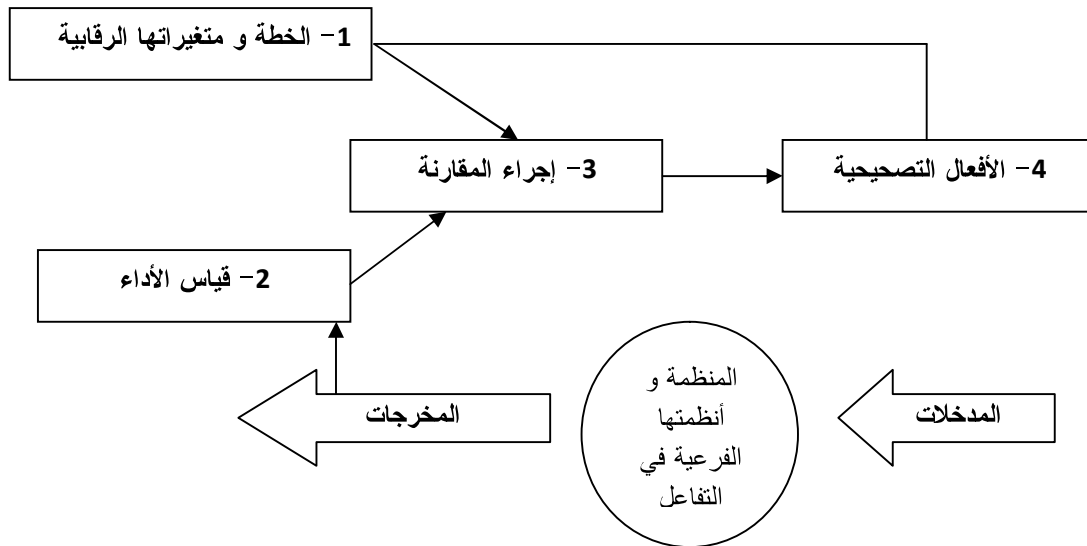 1- الخطة و متغيراتها الرقابية
3- إجراء المقارنة
4- الأفعال التصحيحية
2- قياس الأداء
المنظمة و
أنظمتها
الفرعية في
التفاعل
المخرجات
المدخلات